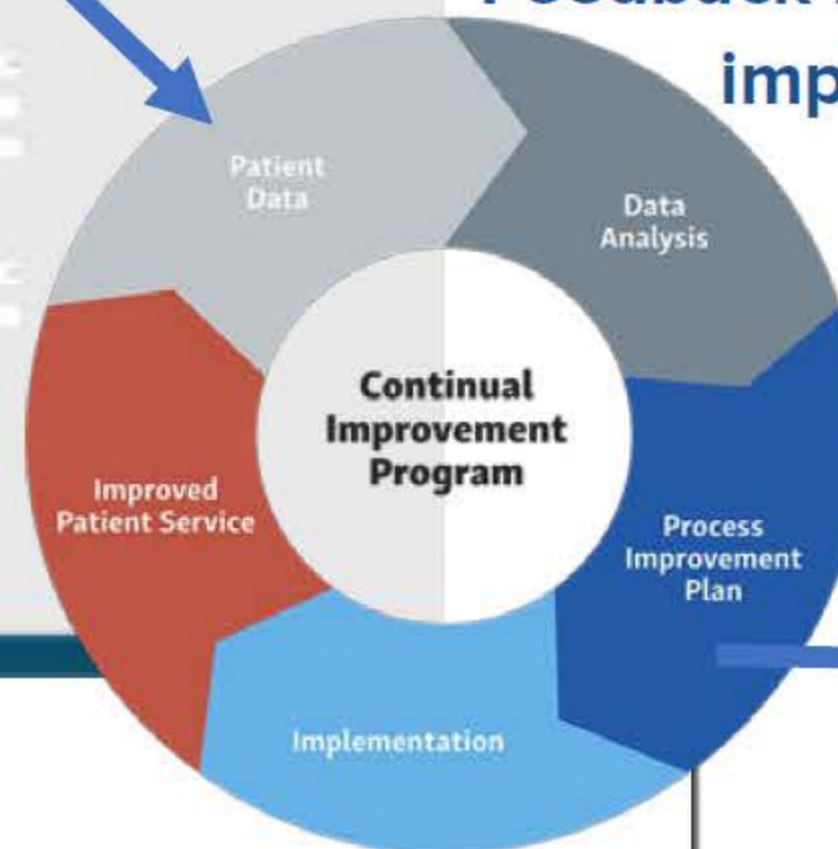 imp
Patient
Data
Data
Analysis
Continual
Improvement
Program
Process
Improvement
Plan
Improved
Patient Service
Implementation